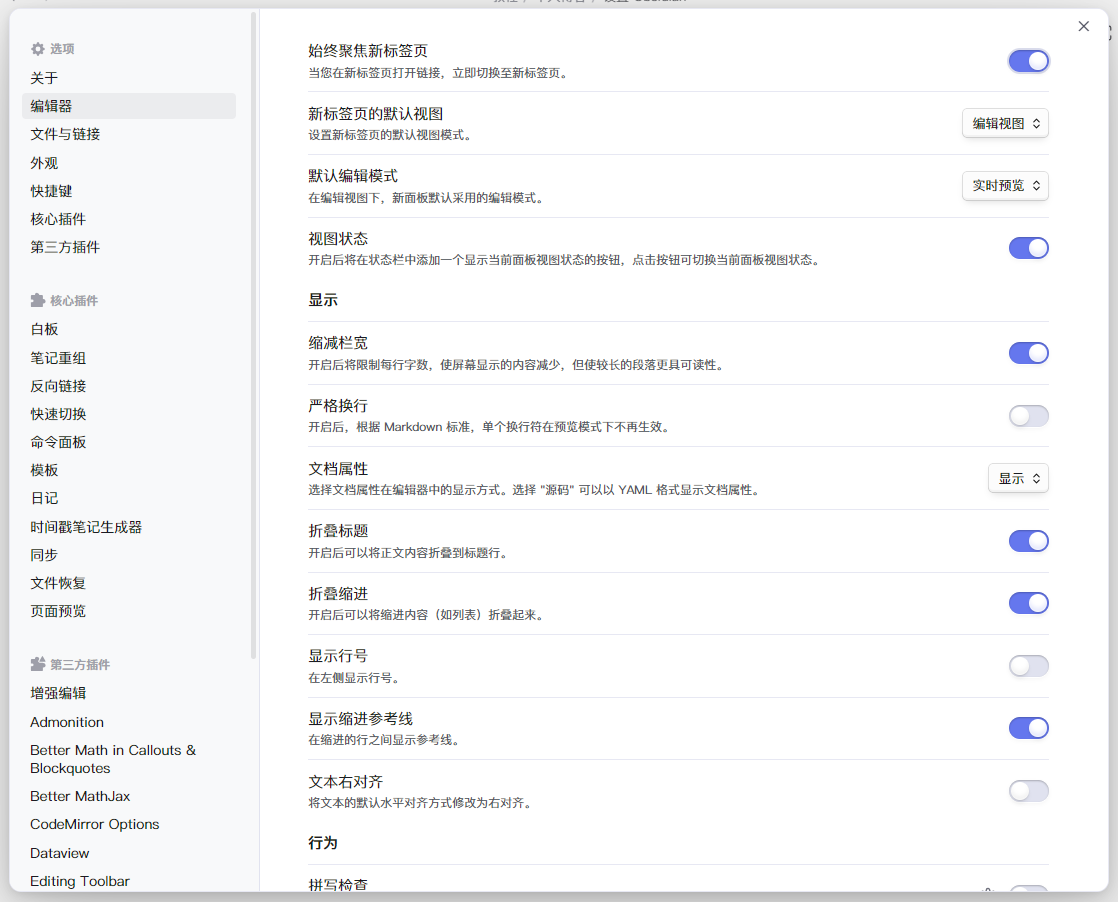 选项
关于
编辑器
文件与链接
外观
快捷键
核心插件
第三方插件
核心插件
白板
笔记重组
反向链接
快速切换
命令面板
模板
日记
时间戳笔记生成器
同步
文件恢复
页面预览
第三方插件
增强编辑
Admonition
Better Math in Callouts &
Blockquotes
Better MathJax
CodeMirror Options
Dataview
Editing Toolbar
始终聚焦新标签页
当您在新标签页打开链接，立即切换至新标签页。
新标签页的默认视图
设置新标签页的默认视图模式。
编辑视图
默认编辑模式
在编辑视图下，新面板默认采用的编辑模式。
实时预览
视图状态
开启后将在状态栏中添加一个显示当前面板视图状态的按钮，点击按钮可切换当前面板视图状态。
显示
缩减栏宽
开启后将限制每行字数，使屏幕显示的内容减少，但使较长的段落更具可读性。
严格换行
开启后，根据 Markdown 标准，单个换行符在预览模式下不再生效。
文档属性
选择文档属性在编辑器中的显示方式。选择 "源码" 可以以 YAML 格式显示文档属性。
显示
折叠标题
开启后可以将正文内容折叠到标题行。
折叠缩进
开启后可以将缩进内容（如列表）折叠起来。
显示行号
在左侧显示行号。
显示缩进参考线
在缩进的行之间显示参考线。
文本右对齐
将文本的默认水平对齐方式修改为右对齐。
行为
拼写检查